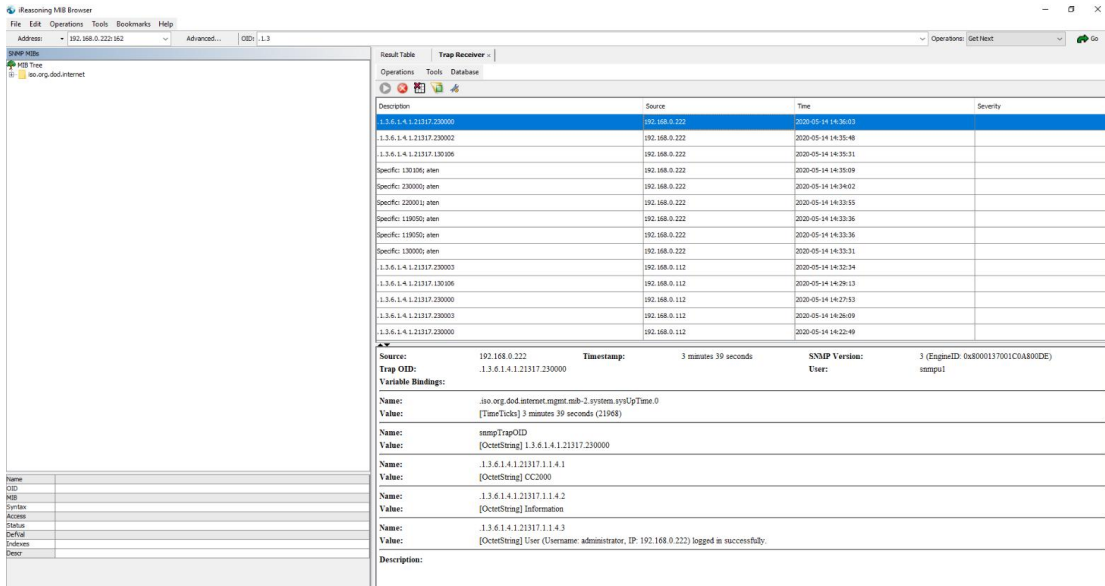 iReasoning MIB Browser
File Edit Operations Tools Bookmarks Help
Address: 192.168.0.222:162 Advanced... OID: .1.3 Operations: Get Next Go
SNMP MIBs
MIB Tree
iso.org.dod.internet
Result Table Trap Receiver ×
Operations Tools Database
Description Source Time Severity
.1.3.6.1.4.1.21317.230000 192.168.0.222 2020-05-14 14:36:03
.1.3.6.1.4.1.21317.230002 192.168.0.222 2020-05-14 14:35:48
.1.3.6.1.4.1.21317.130106 192.168.0.222 2020-05-14 14:35:31
Specific: 130106; aten 192.168.0.222 2020-05-14 14:35:09
Specific: 230000; aten 192.168.0.222 2020-05-14 14:34:02
Specific: 220001; aten 192.168.0.222 2020-05-14 14:33:55
Specific: 119050; aten 192.168.0.222 2020-05-14 14:33:36
Specific: 119050; aten 192.168.0.222 2020-05-14 14:33:36
Specific: 130000; aten 192.168.0.222 2020-05-14 14:33:31
.1.3.6.1.4.1.21317.230003 192.168.0.112 2020-05-14 14:32:34
.1.3.6.1.4.1.21317.130106 192.168.0.112 2020-05-14 14:29:13
.1.3.6.1.4.1.21317.230000 192.168.0.112 2020-05-14 14:27:53
.1.3.6.1.4.1.21317.230003 192.168.0.112 2020-05-14 14:26:09
.1.3.6.1.4.1.21317.230000 192.168.0.112 2020-05-14 14:22:49
Source: 192.168.0.222 Timestamp: 3 minutes 39 seconds SNMP Version: 3 (EngineID: 0x8000137001C0A800DE)
Trap OID: .1.3.6.1.4.1.21317.230000 User: snmpu1
Variable Bindings:
Name: .iso.org.dod.internet.mgmt.mib-2.system.sysUpTime.0
Value: [TimeTicks] 3 minutes 39 seconds (21968)
Name: snmpTrapOID
Value: [OctetString] 1.3.6.1.4.1.21317.230000
Name: .1.3.6.1.4.1.21317.1.1.4.1
Value: [OctetString] CC2000
Name: .1.3.6.1.4.1.21317.1.1.4.2
Value: [OctetString] Information
Name: .1.3.6.1.4.1.21317.1.1.4.3
Value: [OctetString] User (Username: administrator, IP: 192.168.0.222) logged in successfully.
Description:
Name
OID
MIB
Syntax
Access
Status
DefVal
Indexes
Descr